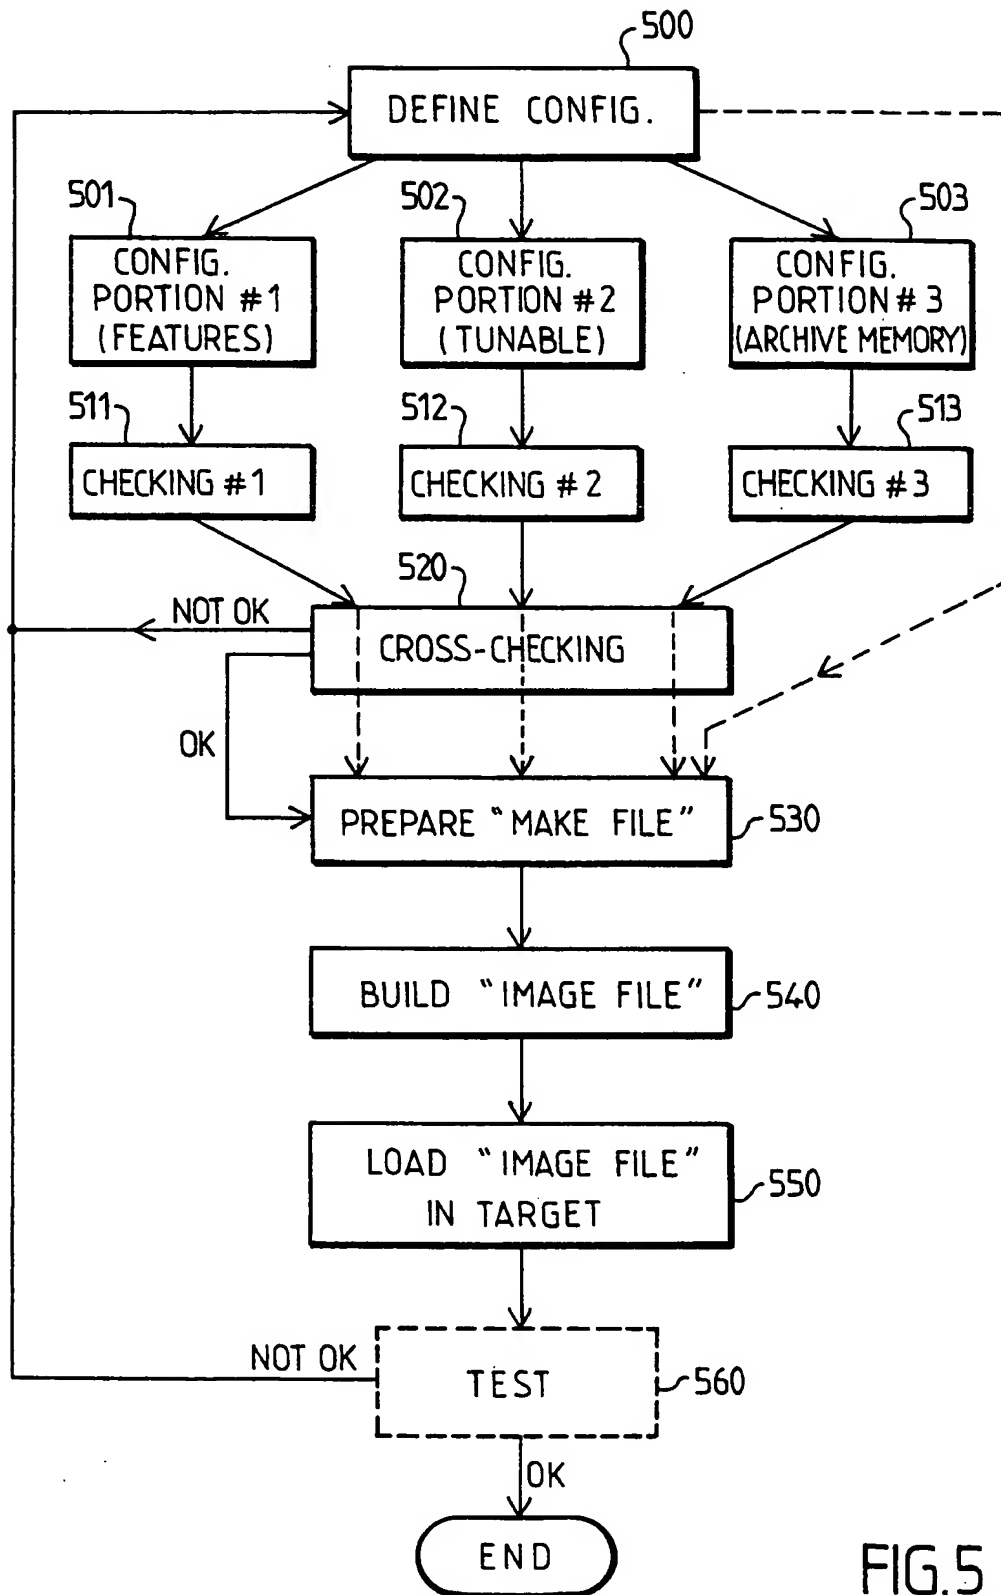 500
DEFINE CONFIG.
501
502
503
CONFIG.
PORTION #1
(FEATURES)
CONFIG.
PORTION #2
(TUNABLE)
CONFIG.
PORTION #3
(ARCHIVE MEMORY)
511
512
513
CHECKING #1
CHECKING #2
CHECKING #3
520
NOT OK
CROSS-CHECKING
OK
PREPARE "MAKE FILE"
530
BUILD "IMAGE FILE"
540
LOAD "IMAGE FILE"
IN TARGET
550
NOT OK
TEST
560
OK
END
FIG.5